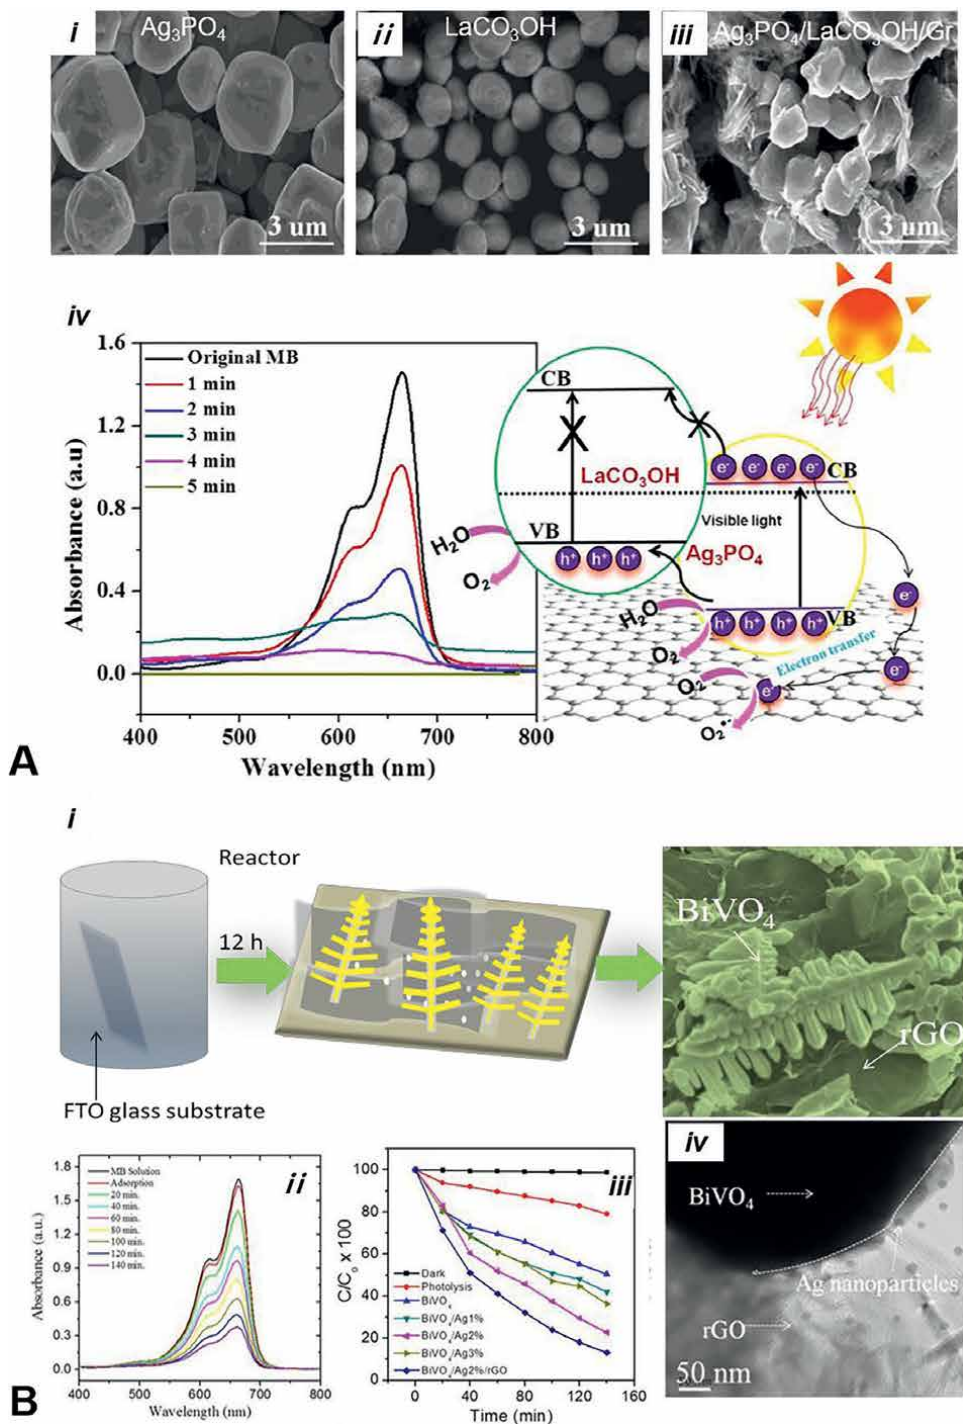 i Ag₃PO₄
3 um
ii LaCO₃OH
3 um
iii Ag₃PO₄/LaCO₃OH/Gr
3 um
iv
Absorbance (a.u)
1.6
1.2
0.8
0.4
0.0
Original MB
1 min
2 min
3 min
4 min
5 min
400 500 600 700 800
Wavelength (nm)
CB
X
X
LaCO₃OH
VB
H₂O
O₂
h⁺ h⁺ h⁺
e⁻ e⁻ e⁻ e⁻ CB
Visible light
Ag₃PO₄
H₂O
h⁺ h⁺ h⁺ h⁺ VB
O₂
Electron transfer
e⁻
e⁻
e⁻
O₂
O₂•⁻
A
i
Reactor
12 h
FTO glass substrate
BiVO₄
rGO
ii
Absorbance (a.u.)
1.8
1.5
1.2
0.9
0.6
0.3
0.0
MB Solution
Adsorption
20 min.
40 min.
60 min.
80 min.
100 min.
120 min.
140 min.
400 500 600 700 800
Wavelength (nm)
iii
C/C₀ x 100
100
80
60
40
20
0
Dark
Photolysis
BiVO₄
BiVO₄/Ag1%
BiVO₄/Ag2%
BiVO₄/Ag3%
BiVO₄/Ag2%/rGO
0 40 80 120 160
Time (min)
iv
BiVO₄
Ag nanoparticles
rGO
50 nm
B